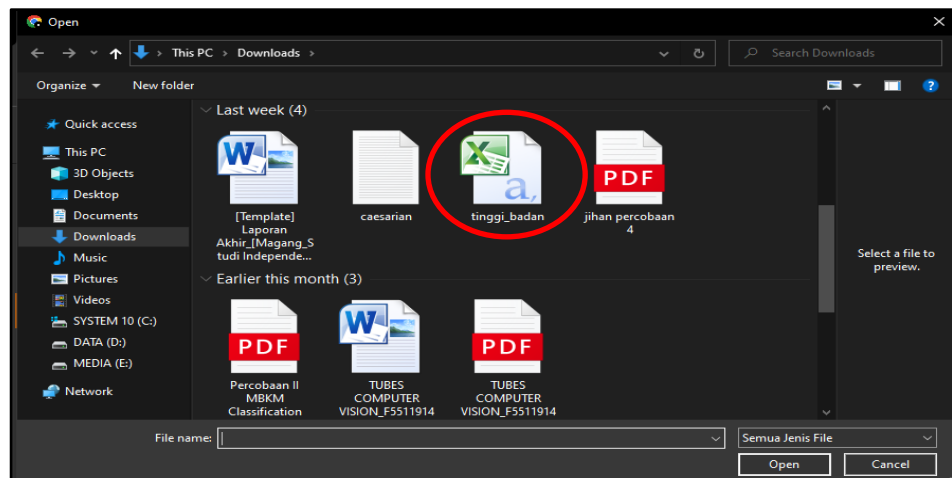 Open
This PC > Downloads >
Search Downloads
Organize
New folder
Quick access
This PC
3D Objects
Desktop
Documents
Downloads
Music
Pictures
Videos
SYSTEM 10 (C:)
DATA (D:)
MEDIA (E:)
Network
Last week (4)
W
[Template]
Laporan
Akhir_[Magang_S
tudi Independe...
caesarian
X
a,
tinggi_badan
PDF
jihan percobaan
4
Earlier this month (3)
PDF
Percobaan II
MBKM
Classification
W
TUBES
COMPUTER
VISION_F5511914
PDF
TUBES
COMPUTER
VISION_F5511914
Select a file to
preview.
File name:
Semua Jenis File
Open
Cancel